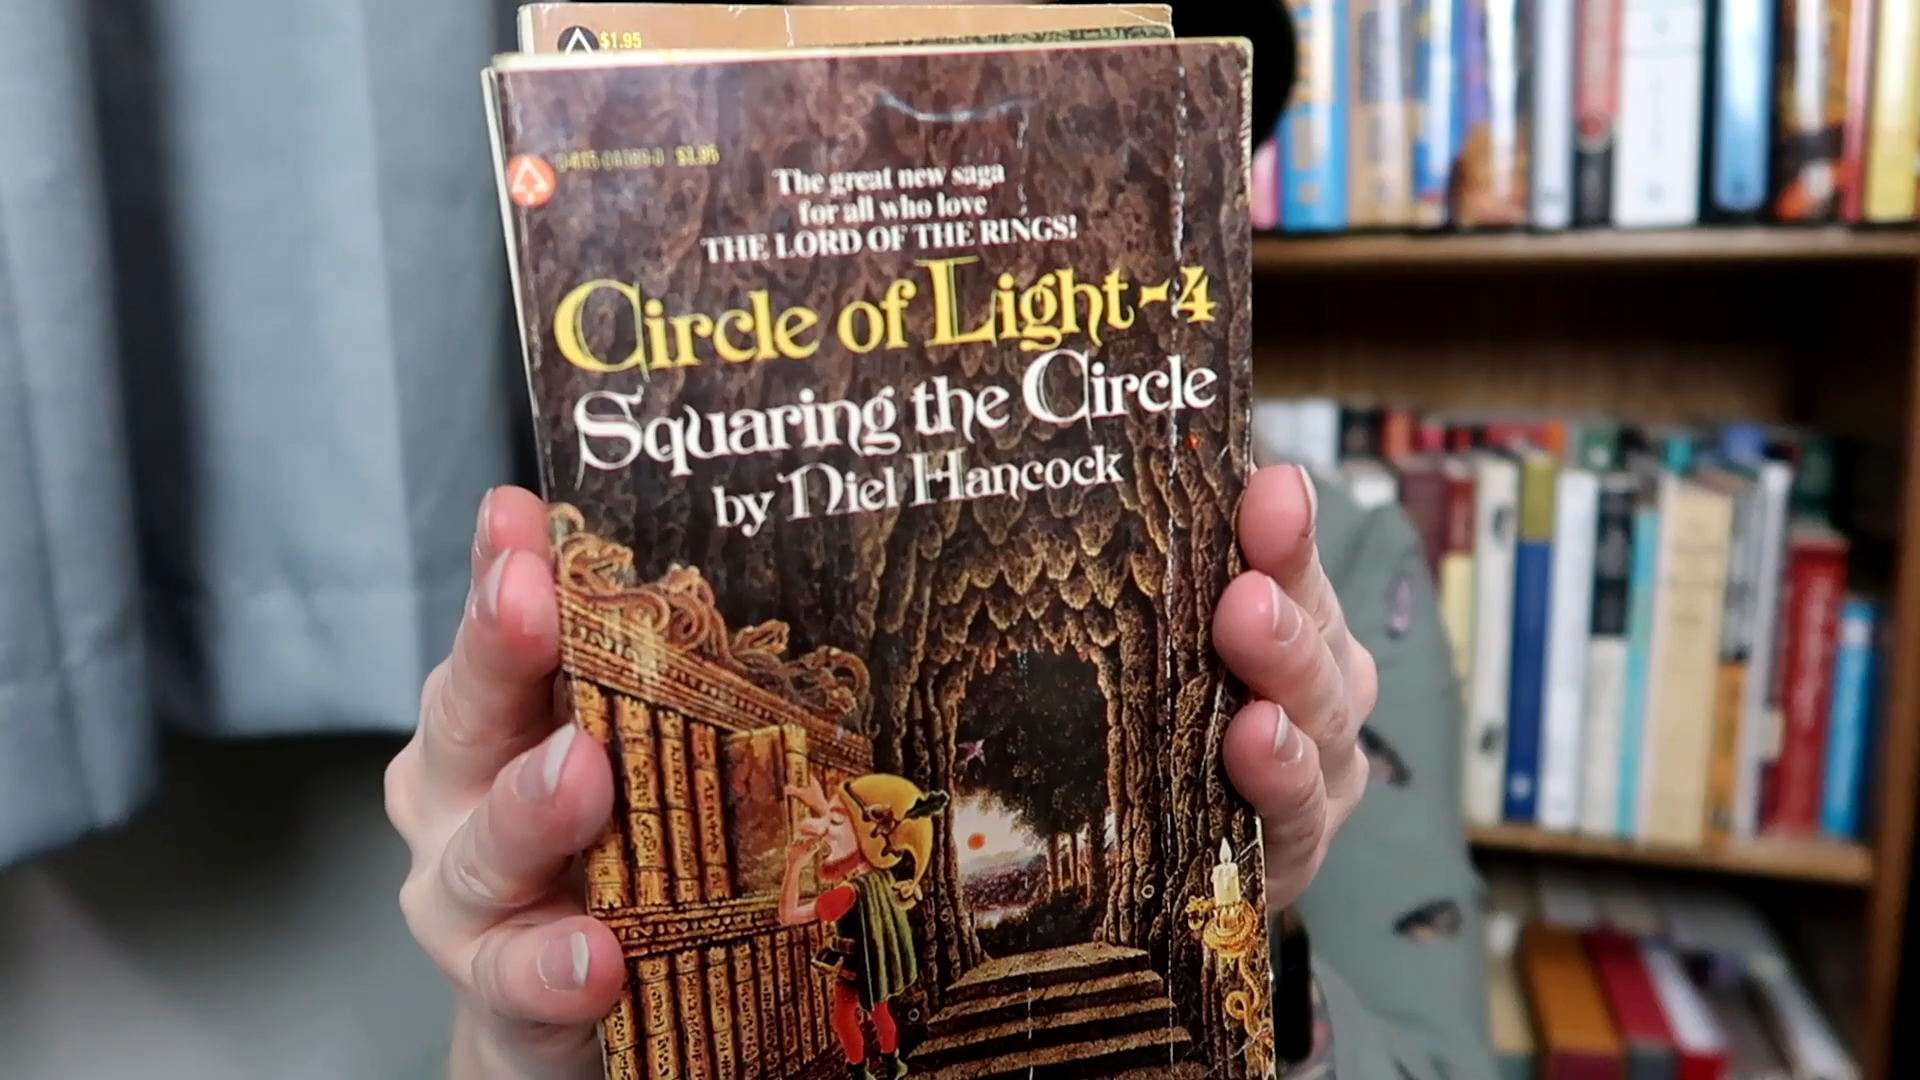 $1.95
$1.95
The great new saga
for all who love
THE LORD OF THE RINGS!
Circle of Light-4
Squaring the Circle
by Niel Hancock